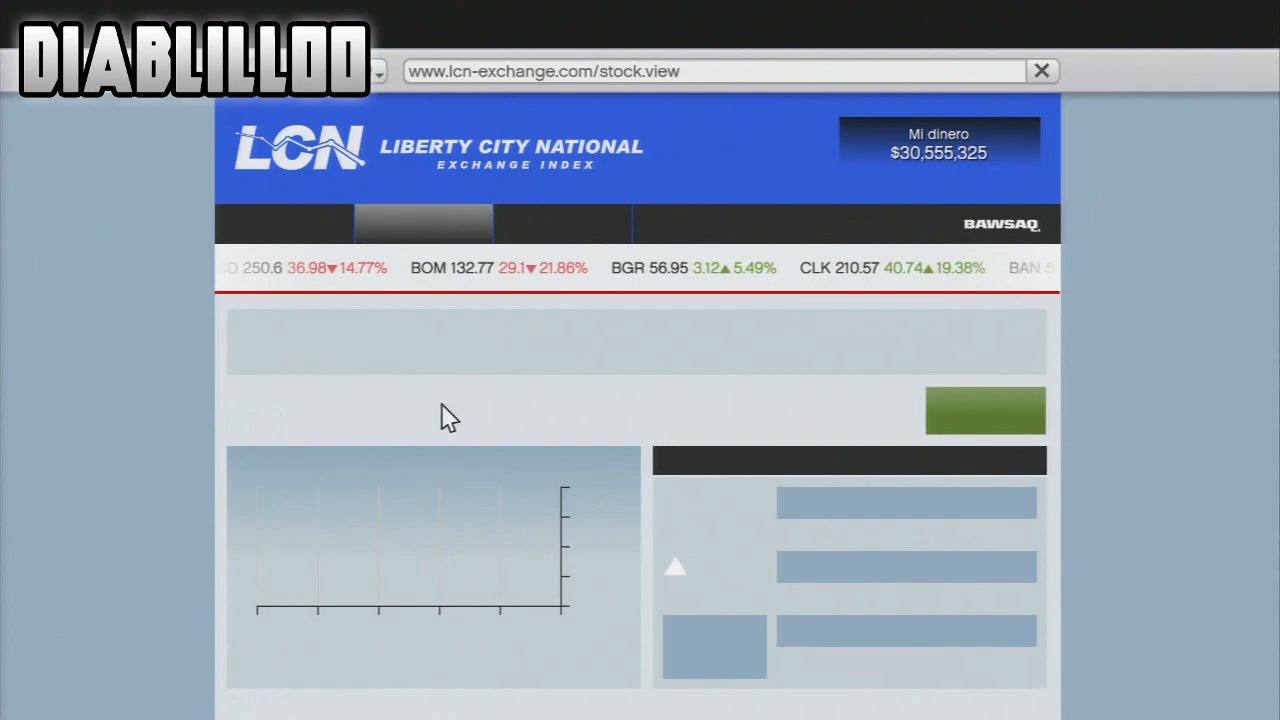 DIABLILLOO
www.lcn-exchange.com/stock.view
LCN LIBERTY CITY NATIONAL
EXCHANGE INDEX
Mi dinero
$30,555,325
BAWSAQ
250.6 36.98▼14.77% BOM 132.77 29.1▼21.86% BGR 56.95 3.12▲5.49% CLK 210.57 40.74▲19.38% BAN